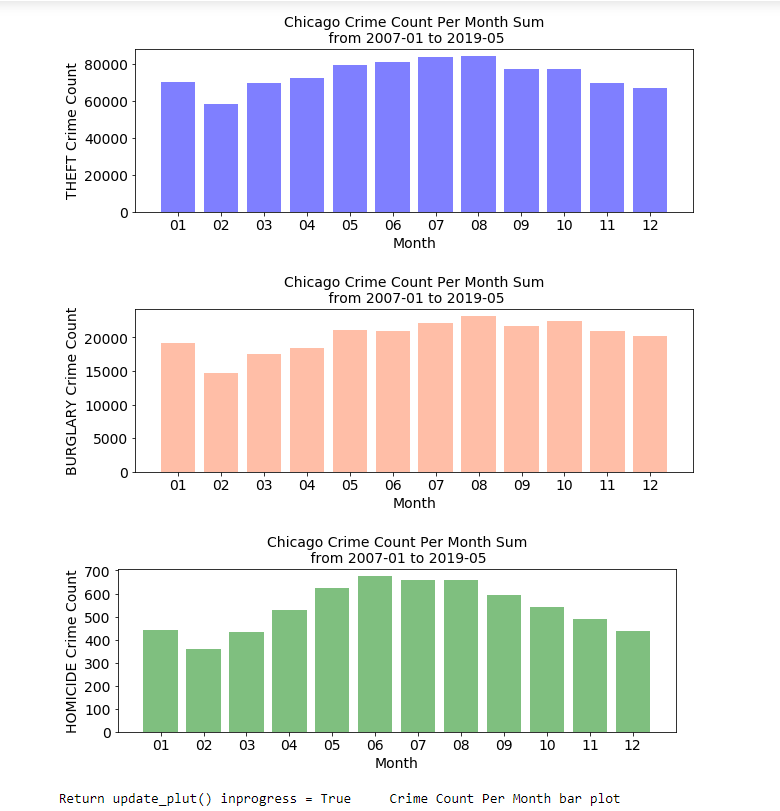 Chicago Crime Count Per Month Sum
from 2007-01 to 2019-05
THEFT Crime Count
80000
60000
40000
20000
0
01 02 03 04 05 06 07 08 09 10 11 12
Month
Chicago Crime Count Per Month Sum
from 2007-01 to 2019-05
BURGLARY Crime Count
20000
15000
10000
5000
0
01 02 03 04 05 06 07 08 09 10 11 12
Month
Chicago Crime Count Per Month Sum
from 2007-01 to 2019-05
HOMICIDE Crime Count
700
600
500
400
300
200
100
0
01 02 03 04 05 06 07 08 09 10 11 12
Month
Return update_plut() inprogress = True     Crime Count Per Month bar plot